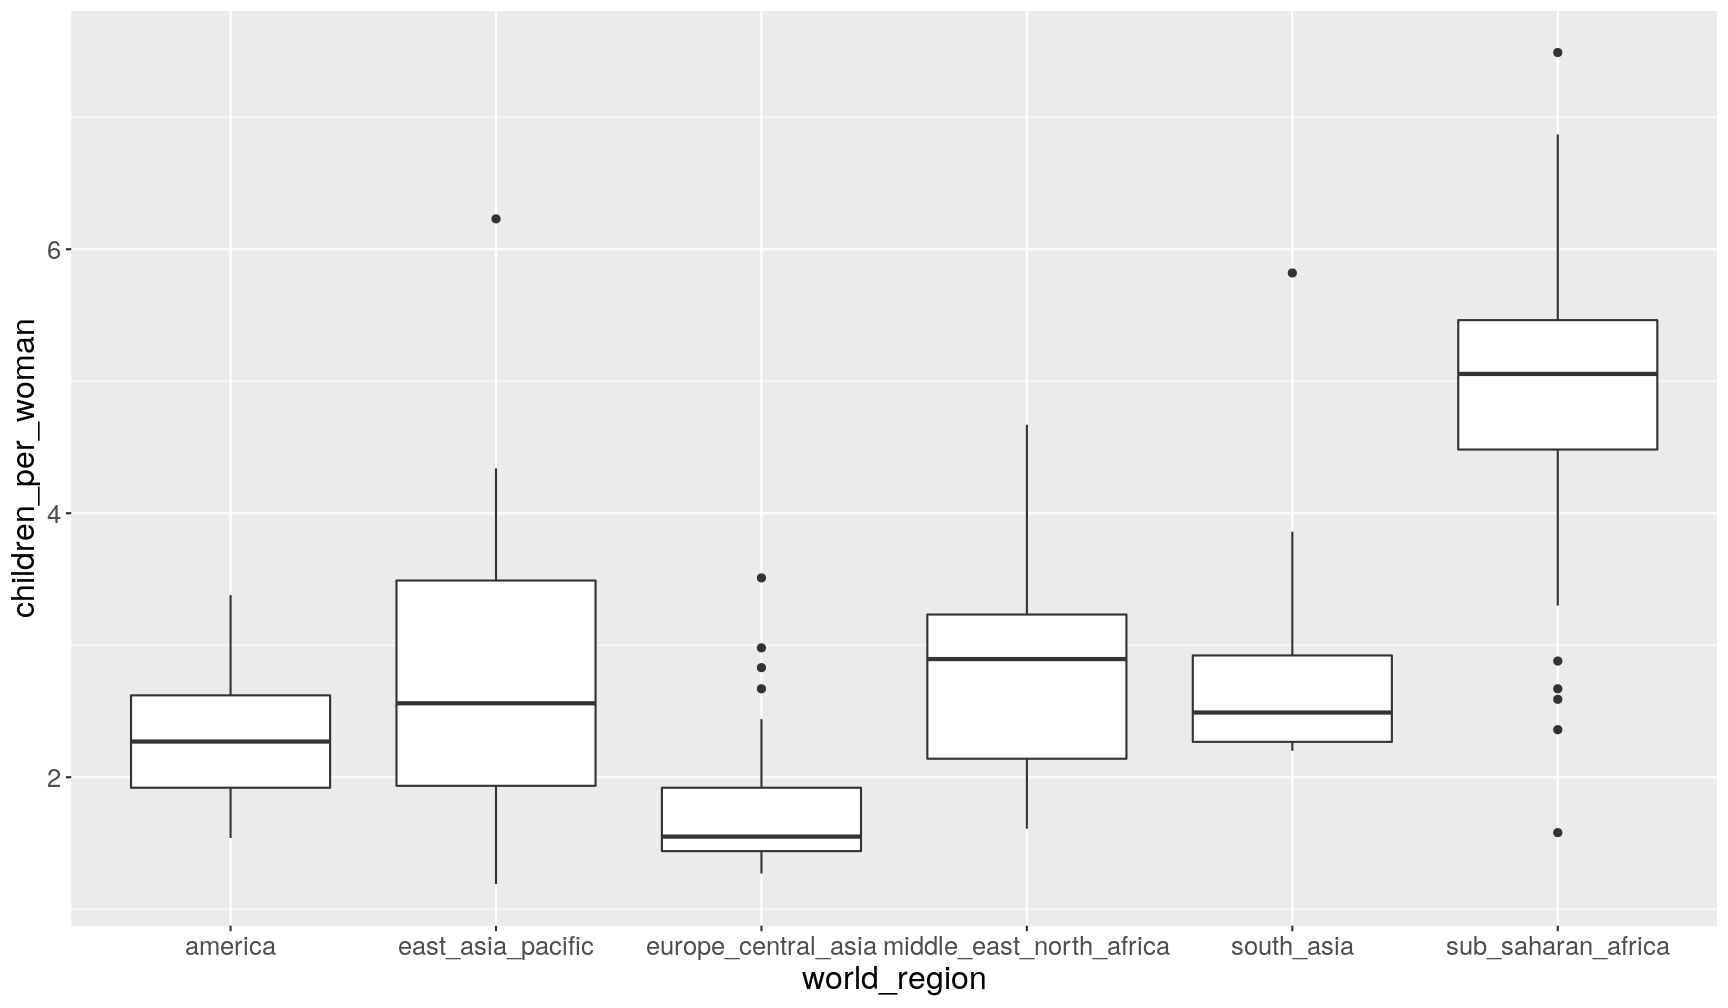 children_per_woman
6
4
2
america east_asia_pacific europe_central_asia middle_east_north_africa south_asia sub_saharan_africa
world_region